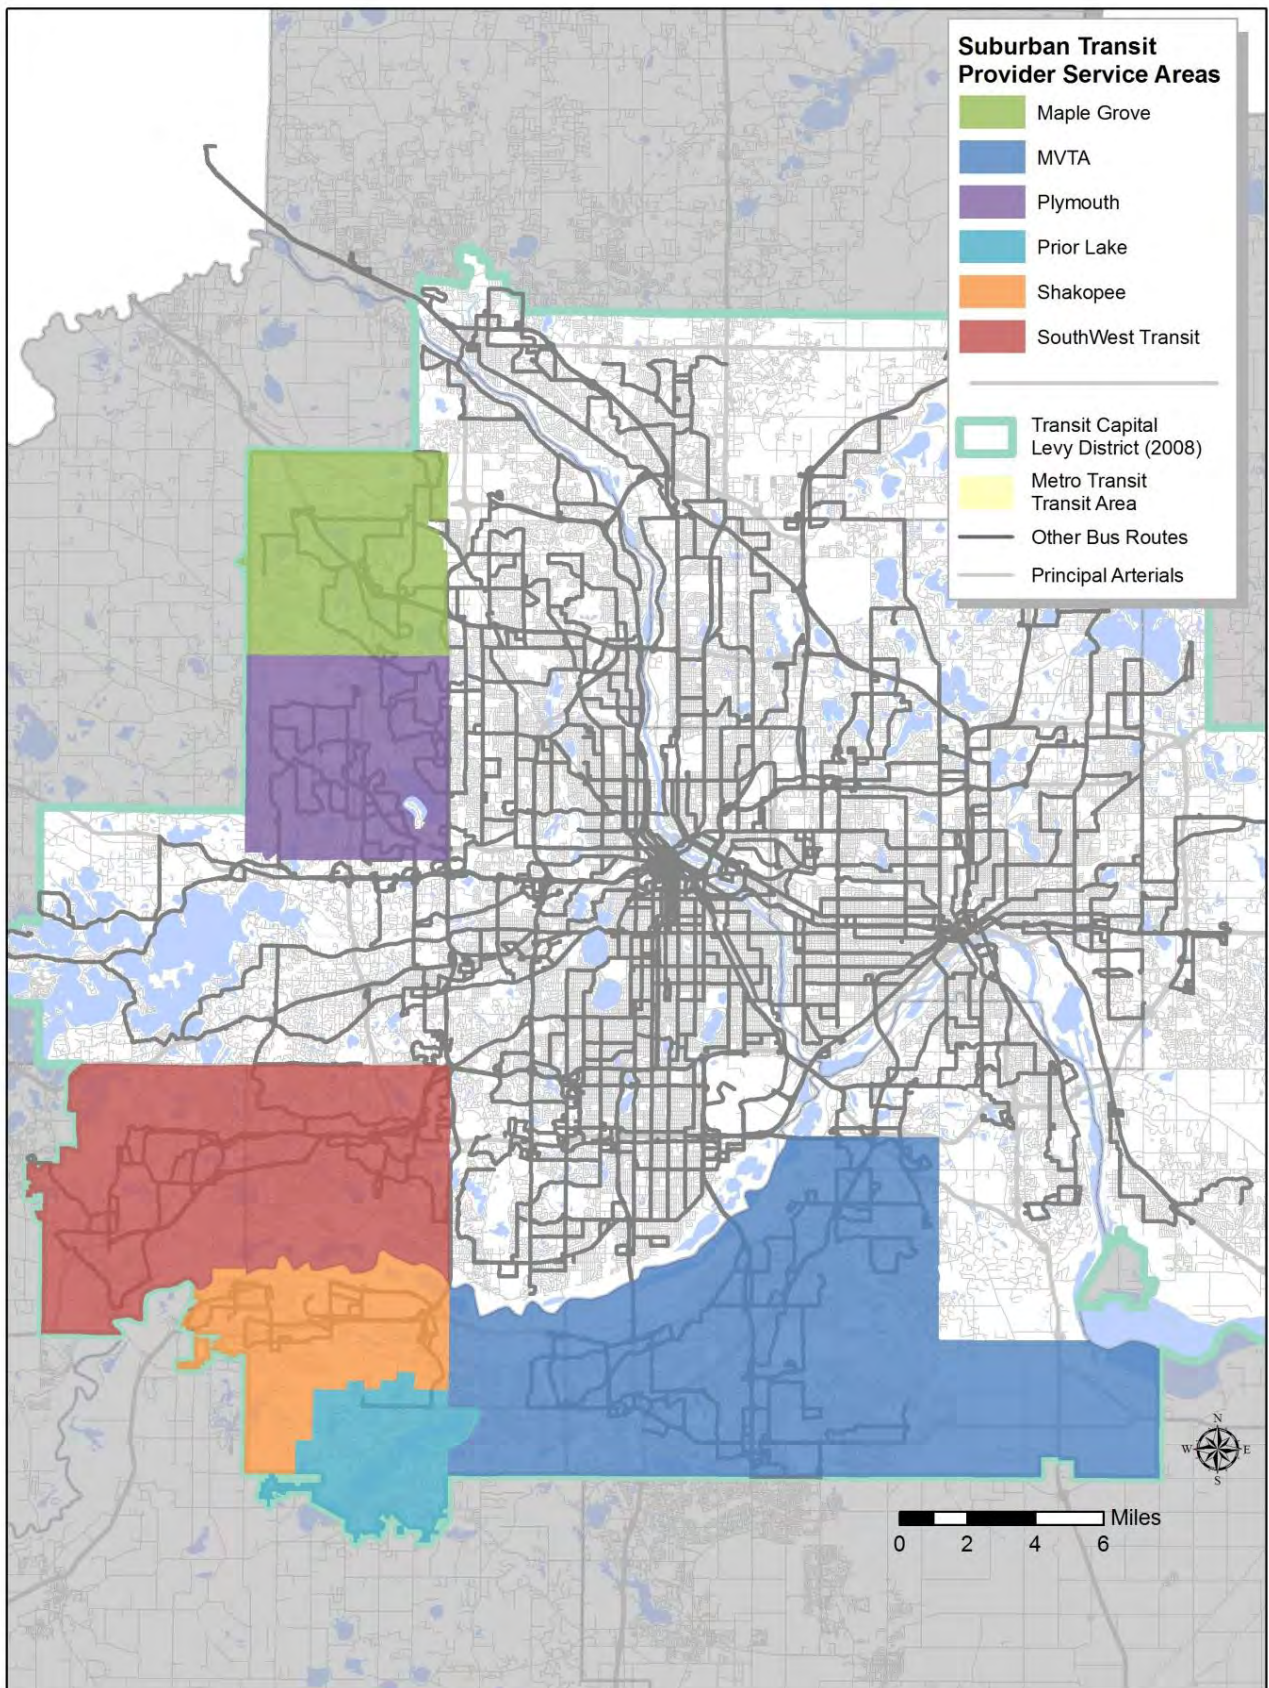 Suburban Transit
Provider Service Areas
Maple Grove
MVTA
Plymouth
Prior Lake
Shakopee
SouthWest Transit
Transit Capital
Levy District (2008)
Metro Transit
Transit Area
Other Bus Routes
Principal Arterials
N
W E
S
Miles
0 2 4 6